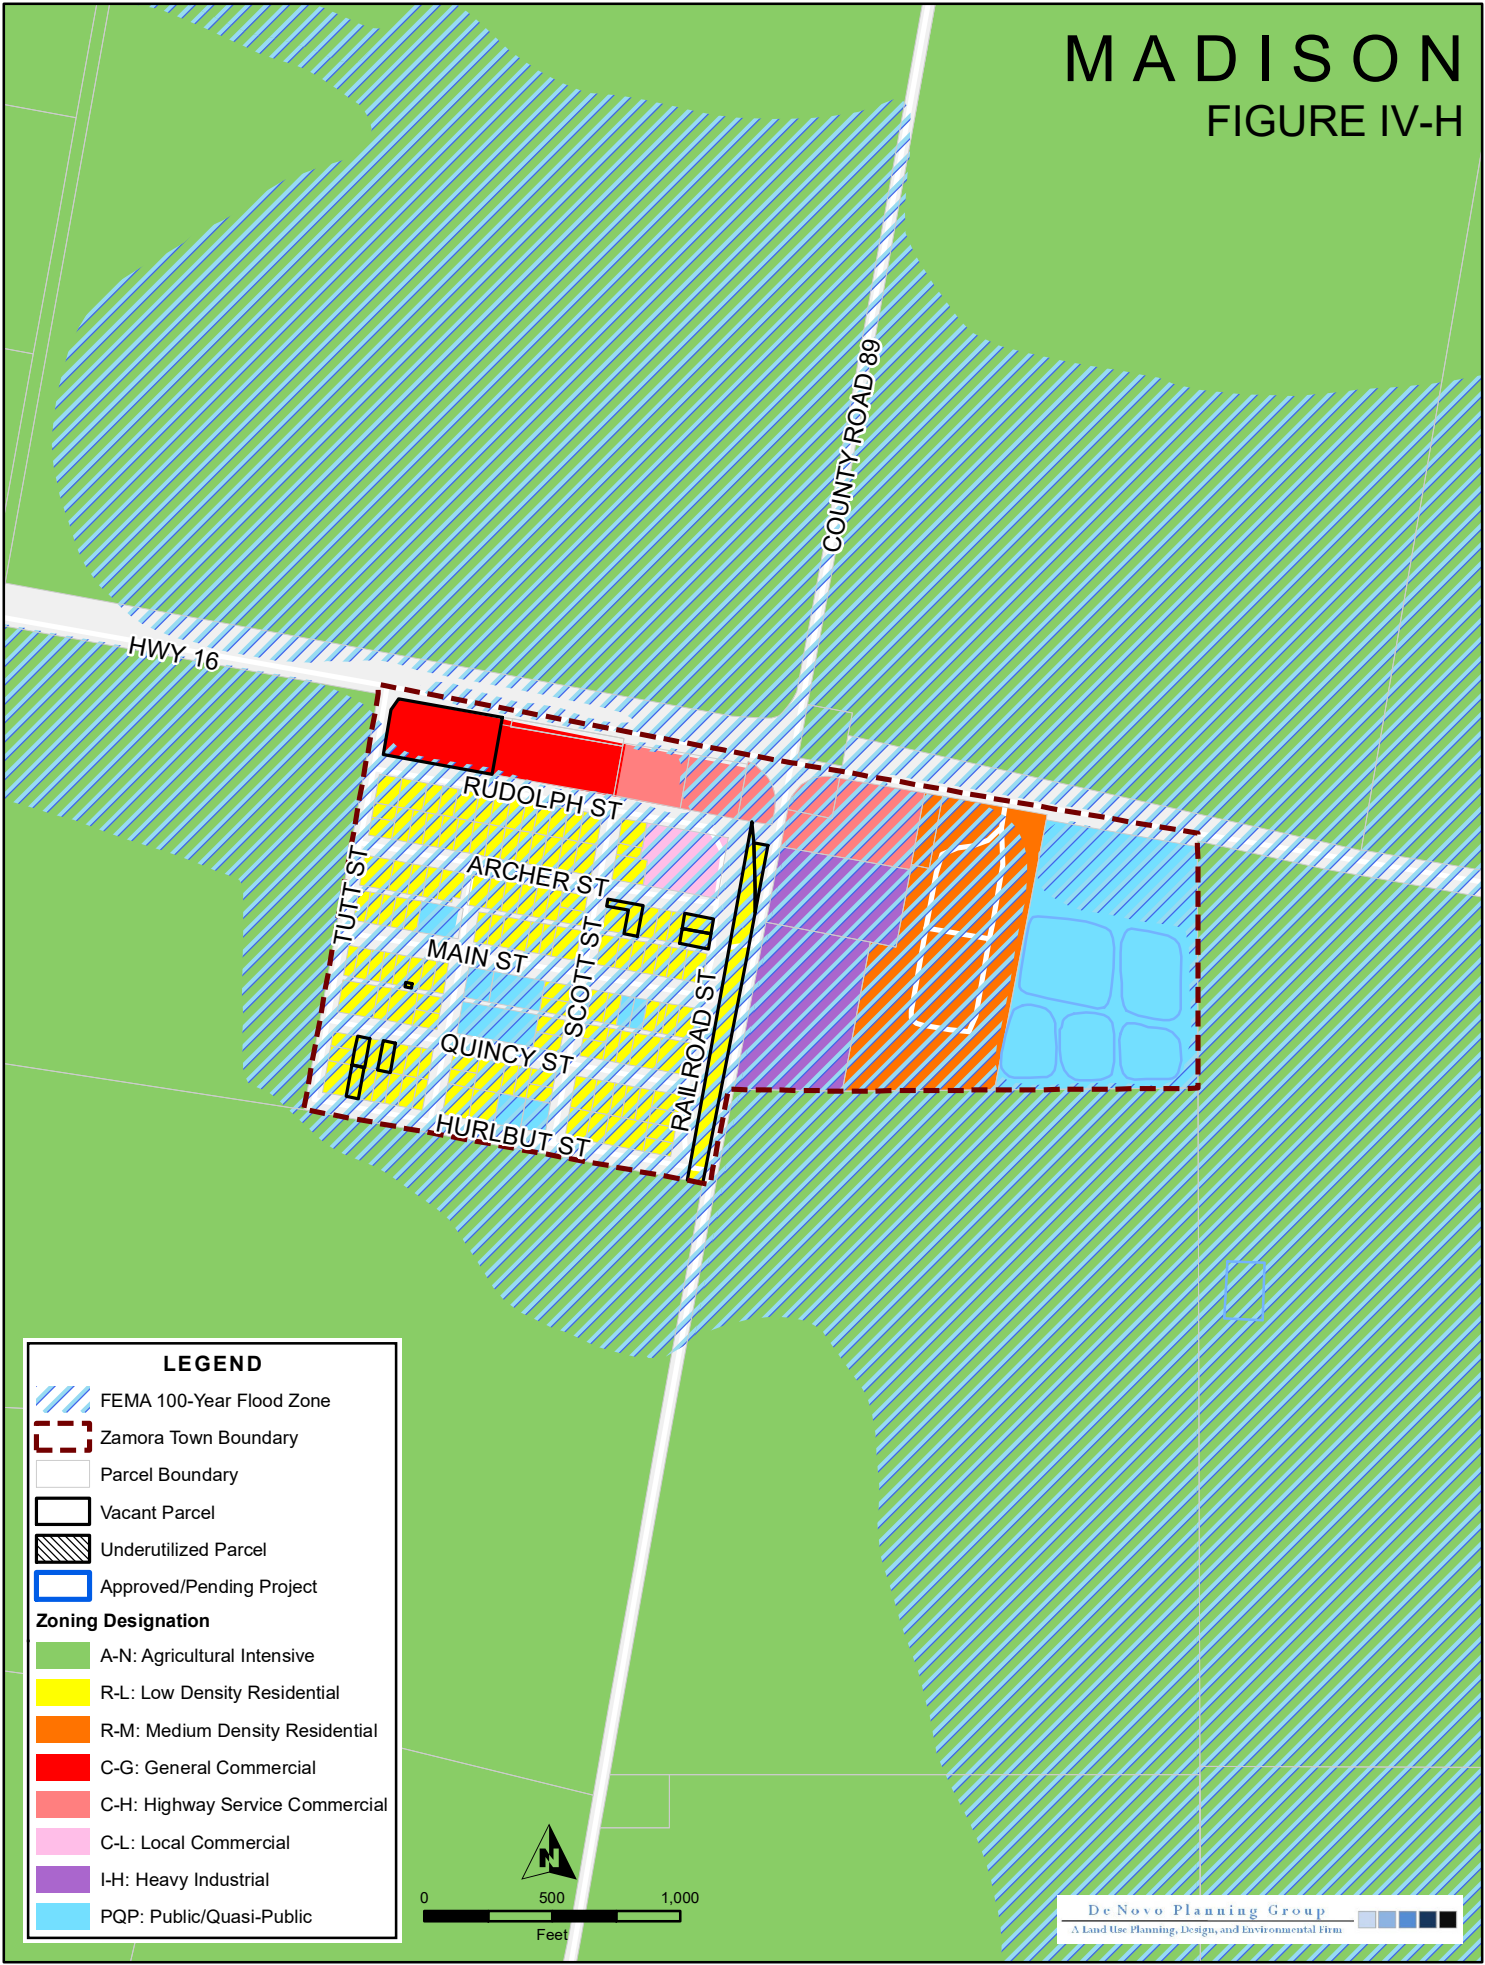 MADISON
FIGURE IV-H
COUNTY ROAD 89
HWY 16
RUDOLPH ST
ARCHER ST
TUTT ST
MAIN ST
SCOTT ST
QUINCY ST
RAILROAD ST
HURLBUT ST
LEGEND
FEMA 100-Year Flood Zone
Zamora Town Boundary
Parcel Boundary
Vacant Parcel
Underutilized Parcel
Approved/Pending Project
Zoning Designation
A-N: Agricultural Intensive
R-L: Low Density Residential
R-M: Medium Density Residential
C-G: General Commercial
C-H: Highway Service Commercial
C-L: Local Commercial
I-H: Heavy Industrial
PQP: Public/Quasi-Public
N
0 500 1,000
Feet
De Novo Planning Group
A Land Use Planning, Design, and Environmental Firm